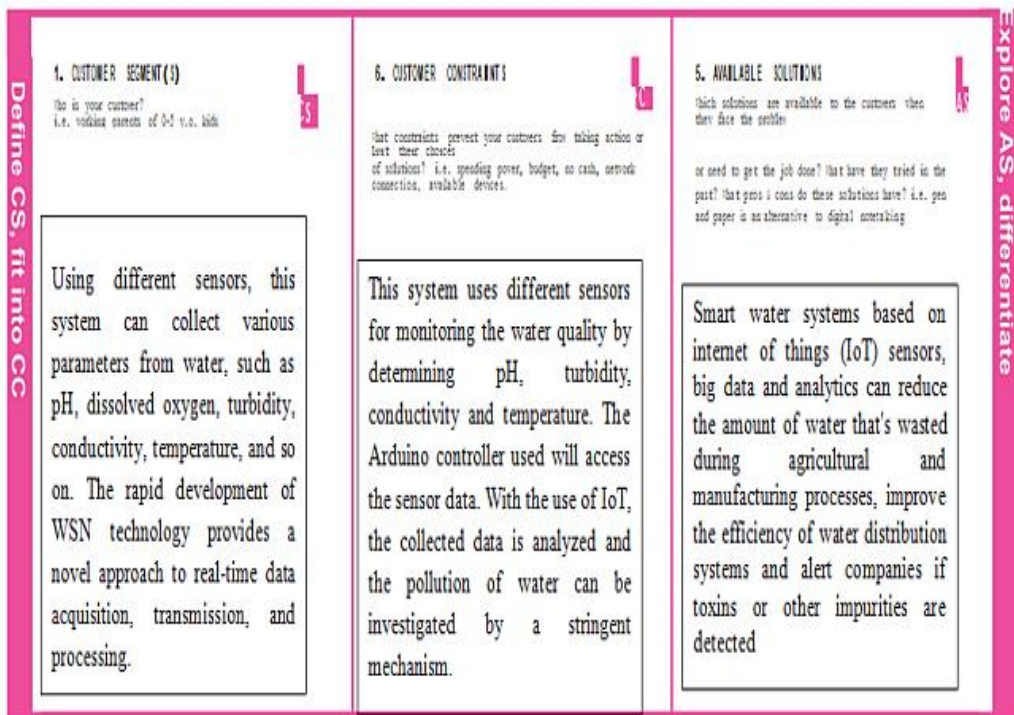 Define CS, fit into CC
1. CUSTOMER SEGMENT(S)
CS
Who is your customer?
i.e. working parents of 0-5 y.o. kids
Using different sensors, this
system can collect various
parameters from water, such as
pH, dissolved oxygen, turbidity,
conductivity, temperature, and so
on. The rapid development of
WSN technology provides a
novel approach to real-time data
acquisition, transmission, and
processing.
6. CUSTOMER CONSTRAINTS
C
What constraints prevent your customers from taking action or
limit their choices
of solutions? i.e. spending power, budget, no cash, network
connection, available devices.
This system uses different sensors
for monitoring the water quality by
determining pH, turbidity,
conductivity and temperature. The
Arduino controller used will access
the sensor data. With the use of IoT,
the collected data is analyzed and
the pollution of water can be
investigated by a stringent
mechanism.
5. AVAILABLE SOLUTIONS
AS
Which solutions are available to the customers when
they face the problem
or need to get the job done? What have they tried in the
past? What pros & cons do these solutions have? i.e. pen
and paper is an alternative to digital notetaking
Smart water systems based on
internet of things (IoT) sensors,
big data and analytics can reduce
the amount of water that's wasted
during agricultural and
manufacturing processes, improve
the efficiency of water distribution
systems and alert companies if
toxins or other impurities are
detected
Explore AS, differentiate